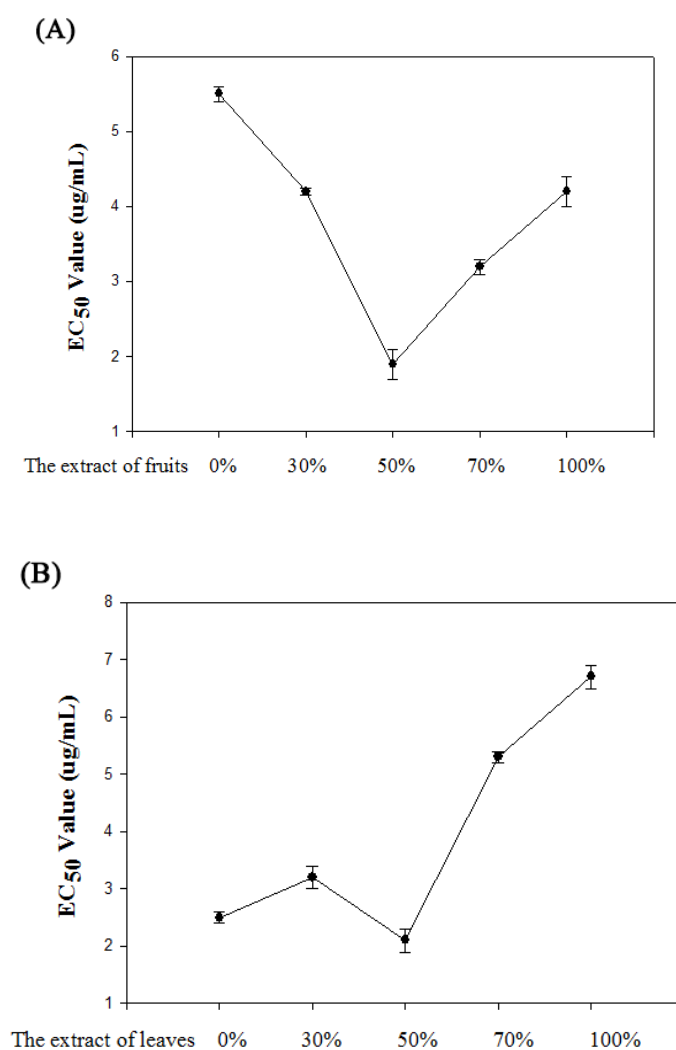 (A)
6
5
4
3
2
1
EC50 Value (ug/mL)
The extract of fruits 0% 30% 50% 70% 100%
(B)
8
7
6
5
4
3
2
1
EC50 Value (ug/mL)
The extract of leaves 0% 30% 50% 70% 100%